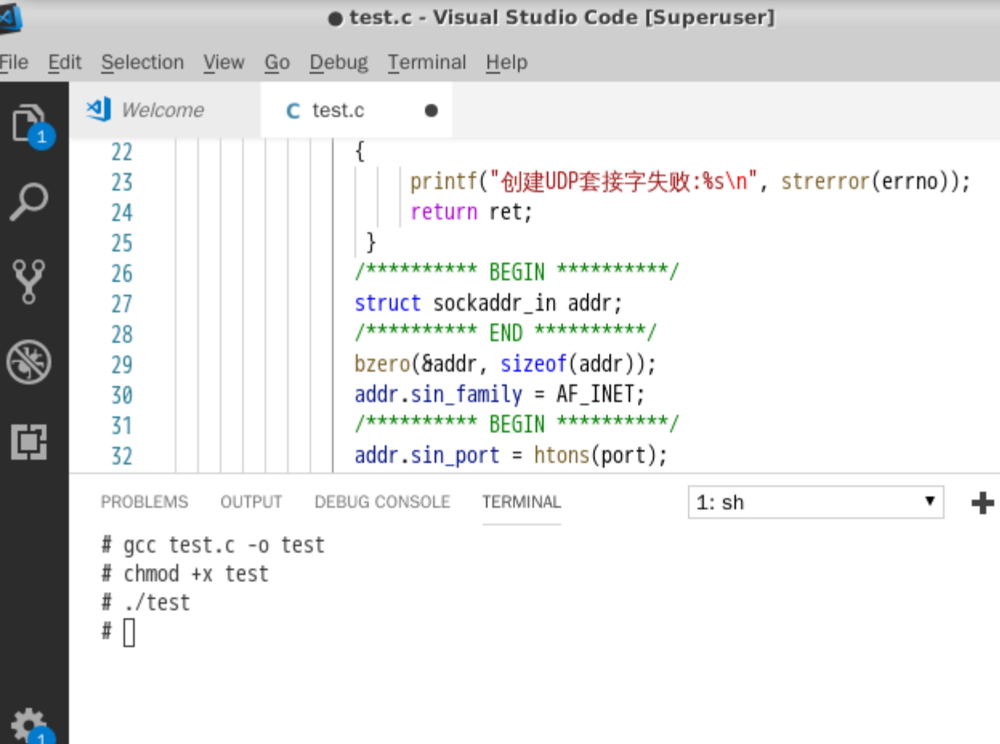 test.c - Visual Studio Code [Superuser]
File Edit Selection View Go Debug Terminal Help
Welcome test.c
22 {
23 printf("创建UDP套接字失败:%s\n", strerror(errno));
24 return ret;
25 }
26 /********** BEGIN **********/
27 struct sockaddr_in addr;
28 /********** END **********/
29 bzero(&addr, sizeof(addr));
30 addr.sin_family = AF_INET;
31 /********** BEGIN **********/
32 addr.sin_port = htons(port);
PROBLEMS OUTPUT DEBUG CONSOLE TERMINAL 1: sh
# gcc test.c -o test
# chmod +x test
# ./test
#
1
1